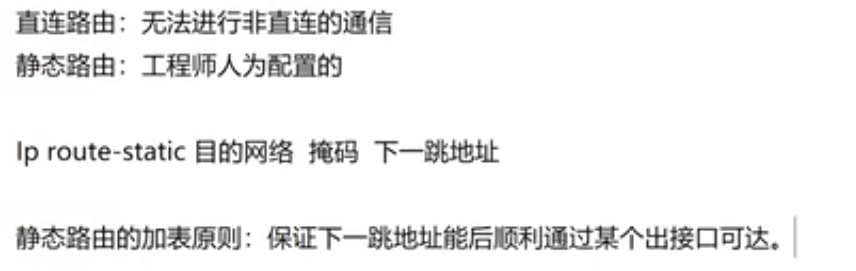 直连路由：无法进行非直连的通信
静态路由：工程师人为配置的
Ip route-static 目的网络 掩码 下一跳地址
静态路由的加表原则：保证下一跳地址能后顺利通过某个出接口可达。